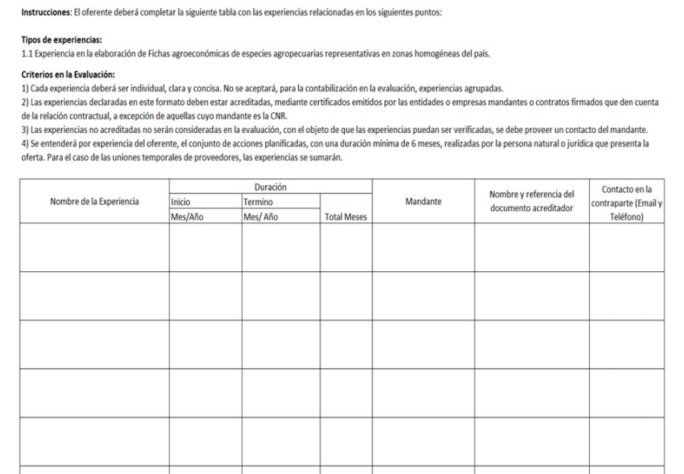 Instrucciones: El oferente deberá completar la siguiente tabla con las experiencias relacionadas en los siguientes puntos:
Tipos de experiencias:
1.1 Experiencia en la elaboración de Fichas agroeconómicas de especies agropecuarias representativas en zonas homogéneas del país.
Criterios en la Evaluación:
1) Cada experiencia deberá ser individual, clara y concisa. No se aceptará, para la contabilización en la evaluación, experiencias agrupadas.
2) Las experiencias declaradas en este formato deben estar acreditadas, mediante certificados emitidos por las entidades o empresas mandantes o contratos firmados que den cuenta
de la relación contractual, a excepción de aquellas cuyo mandante es la CNR.
3) Las experiencias no acreditadas no serán consideradas en la evaluación, con el objeto de que las experiencias puedan ser verificadas, se debe proveer un contacto del mandante.
4) Se entenderá por experiencia del oferente, el conjunto de acciones planificadas, con una duración mínima de 6 meses, realizadas por la persona natural o jurídica que presenta la
oferta. Para el caso de las uniones temporales de proveedores, las experiencias se sumarán.
Nombre de la Experiencia
Duración
Inicio
Mes/Año
Termino
Mes/ Año
Total Meses
Mandante
Nombre y referencia del
documento acreditador
Contacto en la
contraparte (Email y
Teléfono)